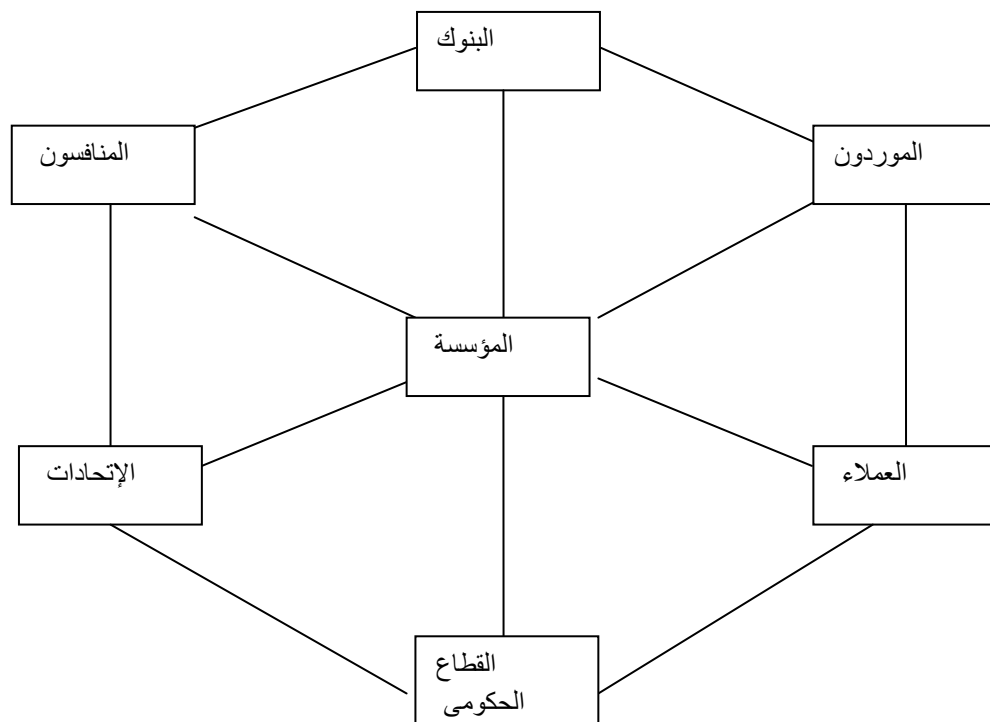 البنوك
الموردون
المنافسون
المؤسسة
العملاء
الإتحادات
القطاع
الحكومى